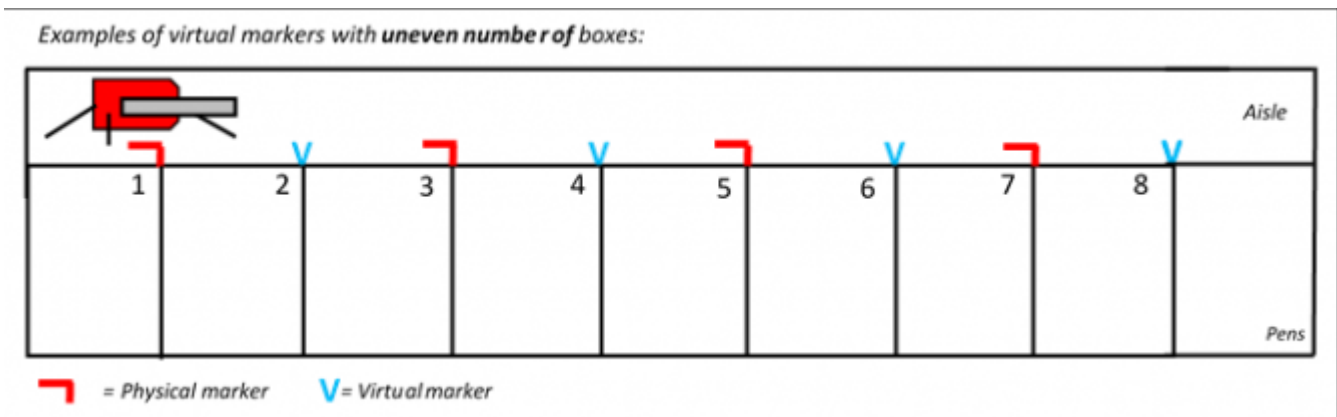 Examples of virtual markers with uneven number of boxes:
Aisle
1 2 3 4 5 6 7 8
Pens
= Physical marker V = Virtual marker